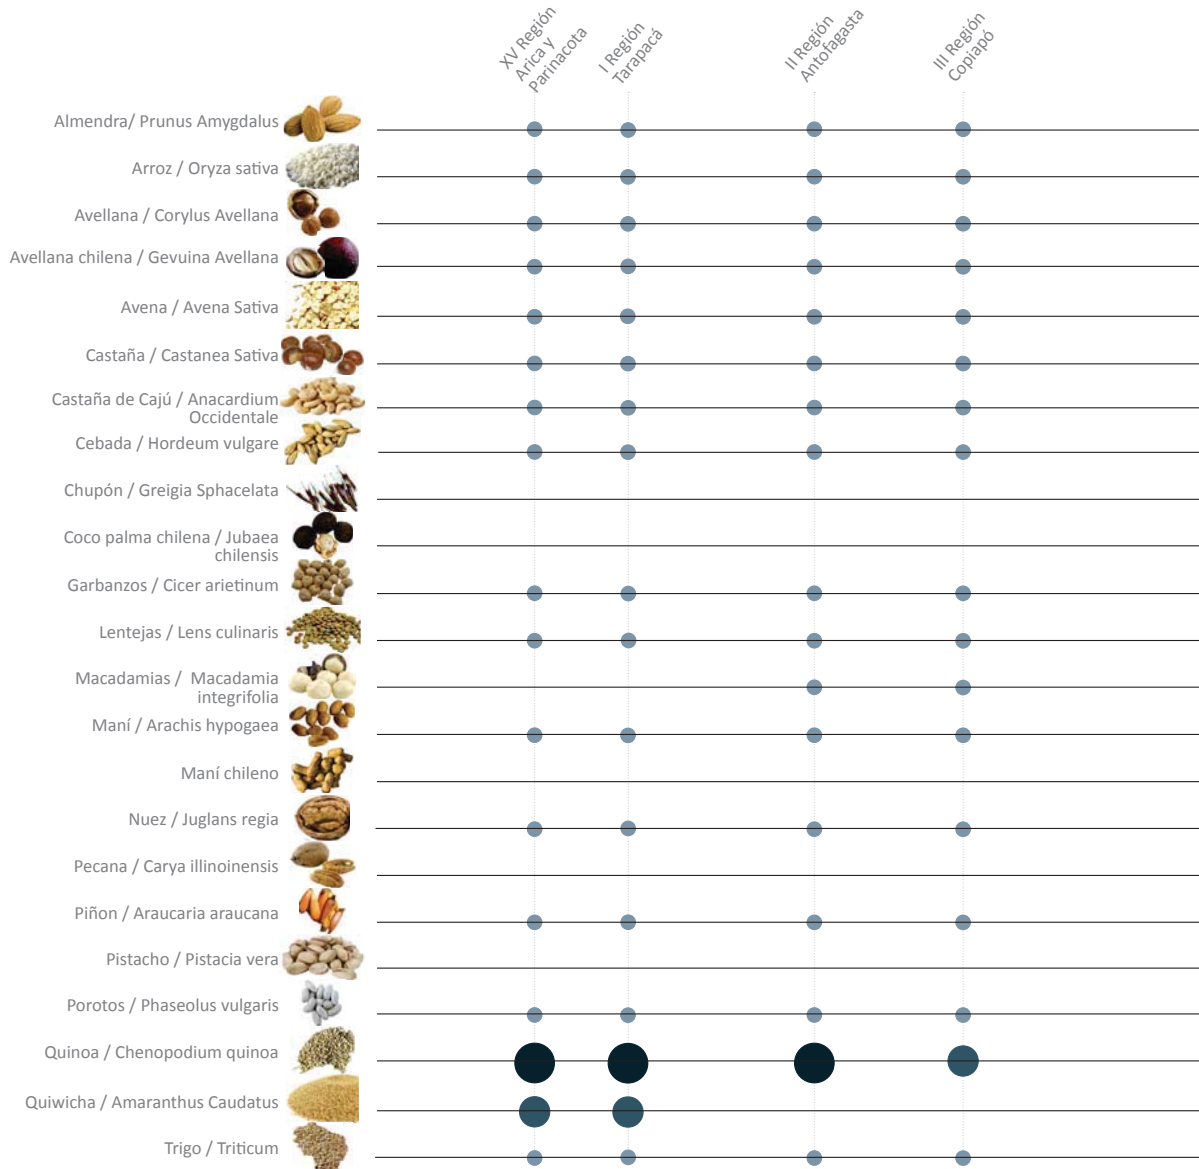 XV Región
Arica y
Parinacota
I Región
Tarapacá
II Región
Antofagasta
III Región
Copiapó
Almendra/ Prunus Amygdalus
Arroz / Oryza sativa
Avellana / Corylus Avellana
Avellana chilena / Gevuina Avellana
Avena / Avena Sativa
Castaña / Castanea Sativa
Castaña de Cajú / Anacardium
Occidentale
Cebada / Hordeum vulgare
Chupón / Greigia Sphacelata
Coco palma chilena / Jubaea
chilensis
Garbanzos / Cicer arietinum
Lentejas / Lens culinaris
Macadamias / Macadamia
integrifolia
Maní / Arachis hypogaea
Maní chileno
Nuez / Juglans regia
Pecana / Carya illinoinensis
Piñon / Araucaria araucana
Pistacho / Pistacia vera
Porotos / Phaseolus vulgaris
Quinoa / Chenopodium quinoa
Quiwicha / Amaranthus Caudatus
Trigo / Triticum